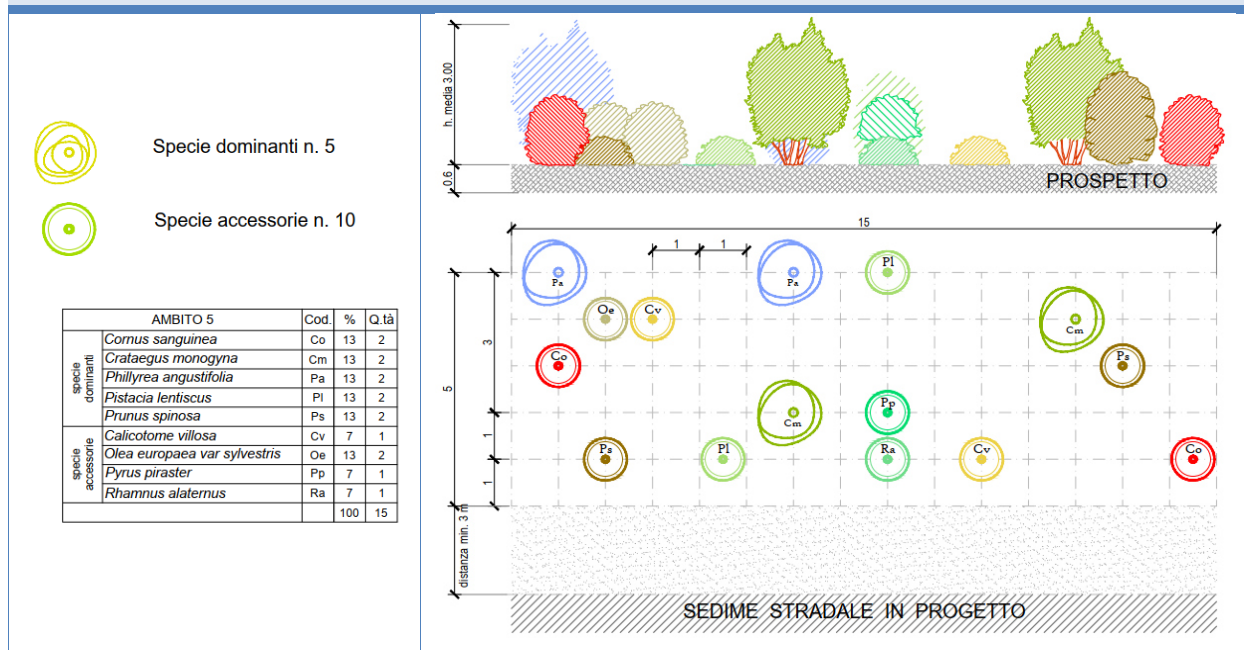 Specie dominanti n. 5
Specie accessorie n. 10
AMBITO 5 Cod. % Q.tà
specie dominanti
Cornus sanguinea Co 13 2
Crataegus monogyna Cm 13 2
Phillyrea angustifolia Pa 13 2
Pistacia lentiscus Pl 13 2
Prunus spinosa Ps 13 2
specie accessorie
Calicotome villosa Cv 7 1
Olea europaea var sylvestris Oe 13 2
Pyrus piraster Pp 7 1
Rhamnus alaternus Ra 7 1
100 15
h. media 3.00
0.6
PROSPETTO
15
1 1
Pa Pa Pl
Oe Cv Cm
3
Co Ps
5
Cm Pp
1
Ps Pl Ra Cv Co
1
distanza min. 3 m
SEDIME STRADALE IN PROGETTO